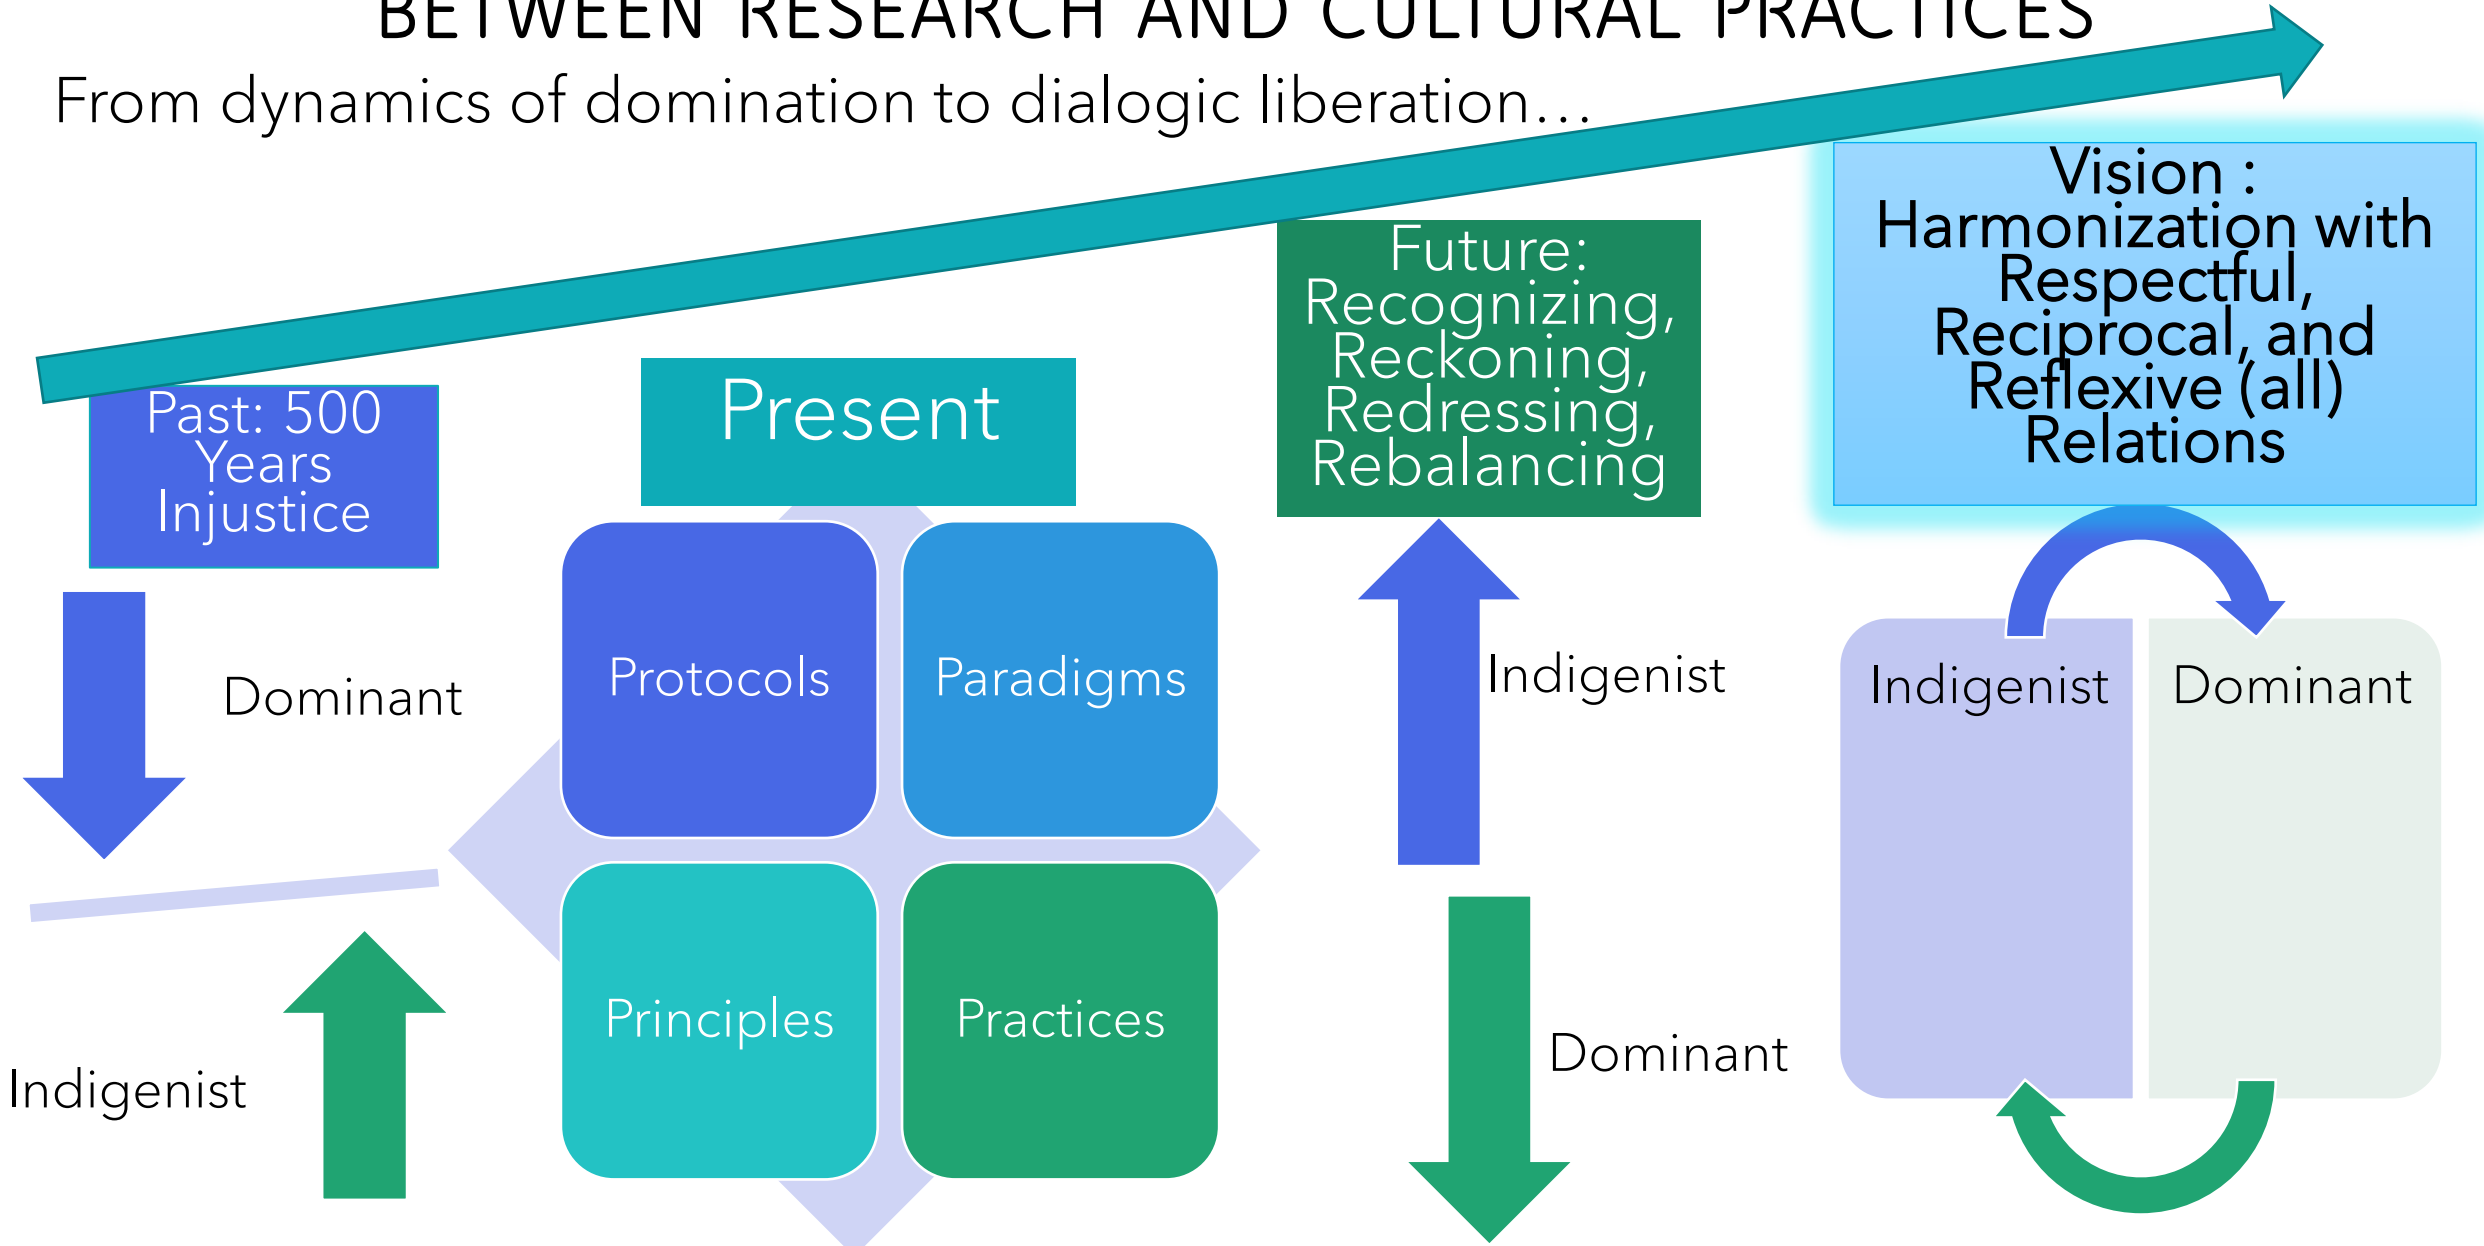 BETWEEN RESEARCH AND CULTURAL PRACTICES
From dynamics of domination to dialogic liberation...
Past: 500
Years
Injustice
Dominant
Indigenist
Present
Protocols
Paradigms
Principles
Practices
Future:
Recognizing,
Reckoning,
Redressing,
Rebalancing
Indigenist
Dominant
Vision :
Harmonization with
Respectful,
Reciprocal, and
Reflexive (all)
Relations
Indigenist
Dominant